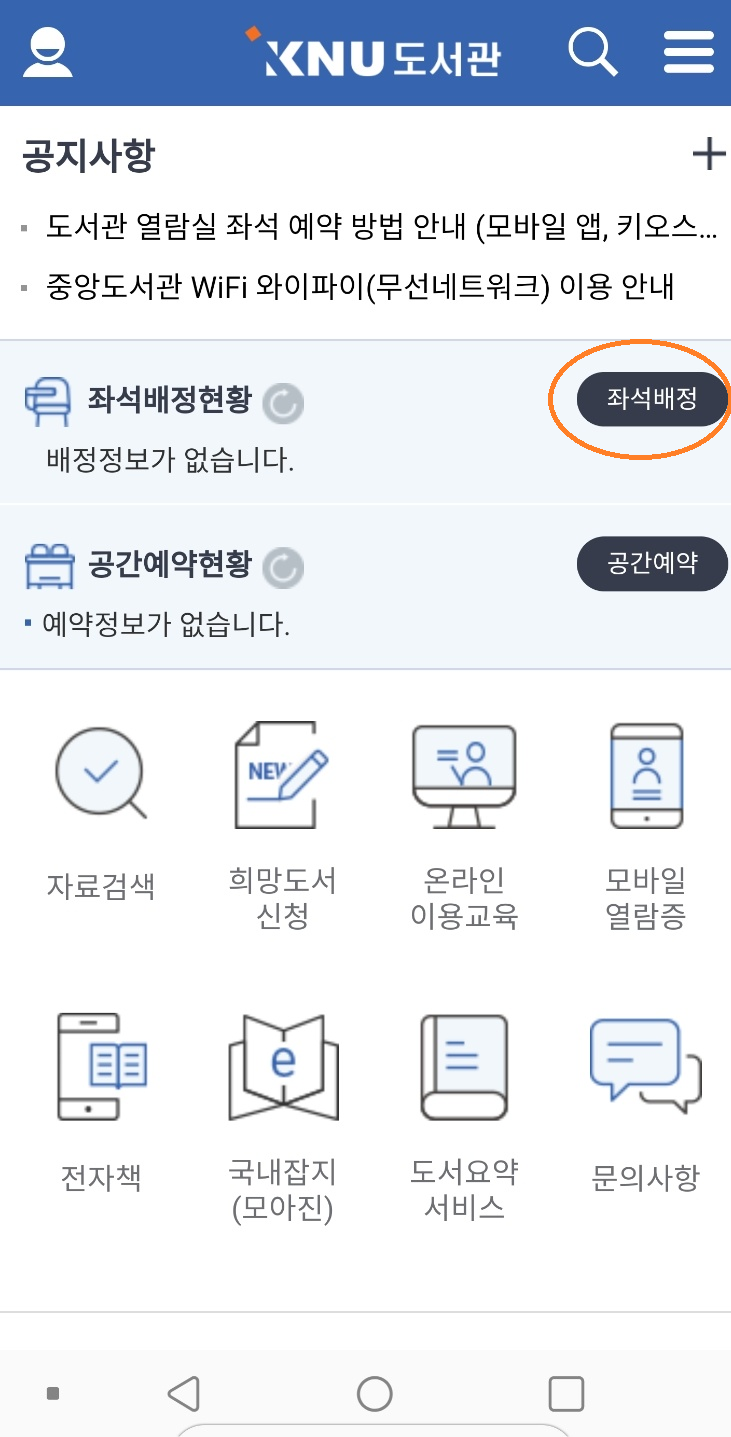 KNU도서관
공지사항
도서관 열람실 좌석 예약 방법 안내 (모바일 앱, 키오스...
중앙도서관 WiFi 와이파이(무선네트워크) 이용 안내
좌석배정현황
좌석배정
배정정보가 없습니다.
공간예약현황
공간예약
예약정보가 없습니다.
NEW
자료검색
희망도서
신청
온라인
이용교육
모바일
열람증
e
전자책
국내잡지
(모아진)
도서요약
서비스
문의사항